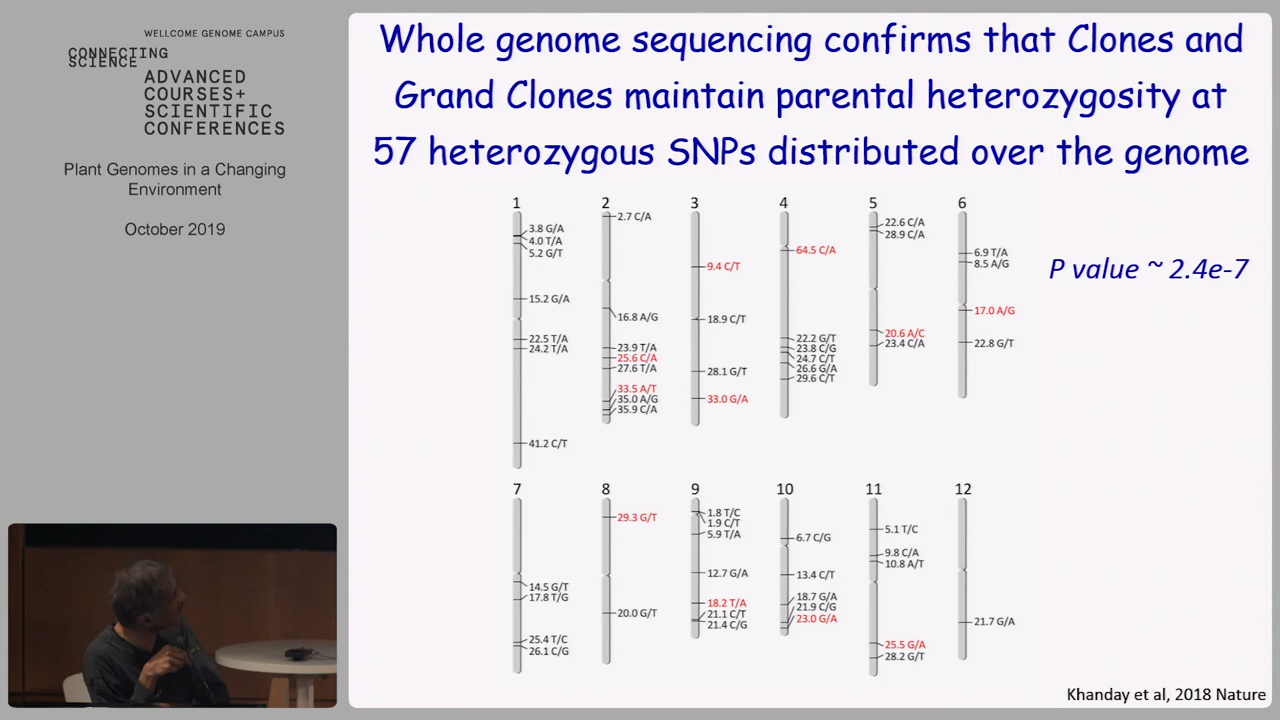 WELLCOME GENOME CAMPUS
CONNECTING
SCIENCE
ADVANCED
COURSES+
SCIENTIFIC
CONFERENCES
Plant Genomes in a Changing
Environment
October 2019
Whole genome sequencing confirms that Clones and
Grand Clones maintain parental heterozygosity at
57 heterozygous SNPs distributed over the genome
P value ~ 2.4e-7
1
3.8 G/A
4.0 T/A
5.2 G/T
15.2 G/A
22.5 T/A
24.2 T/A
41.2 C/T
2
2.7 C/A
16.8 A/G
23.9 T/A
25.6 C/A
27.6 T/A
33.5 A/T
35.0 A/G
35.9 C/A
3
9.4 C/T
18.9 C/T
28.1 G/T
33.0 G/A
4
64.5 C/A
22.2 G/T
23.8 C/G
24.7 C/T
26.6 G/A
29.6 C/T
5
22.6 C/A
28.9 C/A
20.6 A/C
23.4 C/A
6
6.9 T/A
8.5 A/G
17.0 A/G
22.8 G/T
7
14.5 G/T
17.8 T/G
25.4 T/C
26.1 C/G
8
29.3 G/T
20.0 G/T
9
1.8 T/C
1.9 C/T
5.9 T/A
12.7 G/A
18.2 T/A
21.1 C/T
21.4 C/G
10
6.7 C/G
13.4 C/T
18.7 G/A
21.9 C/G
23.0 G/A
11
5.1 T/C
9.8 C/A
10.8 A/T
25.5 G/A
28.2 G/T
12
21.7 G/A
Khanday et al, 2018 Nature